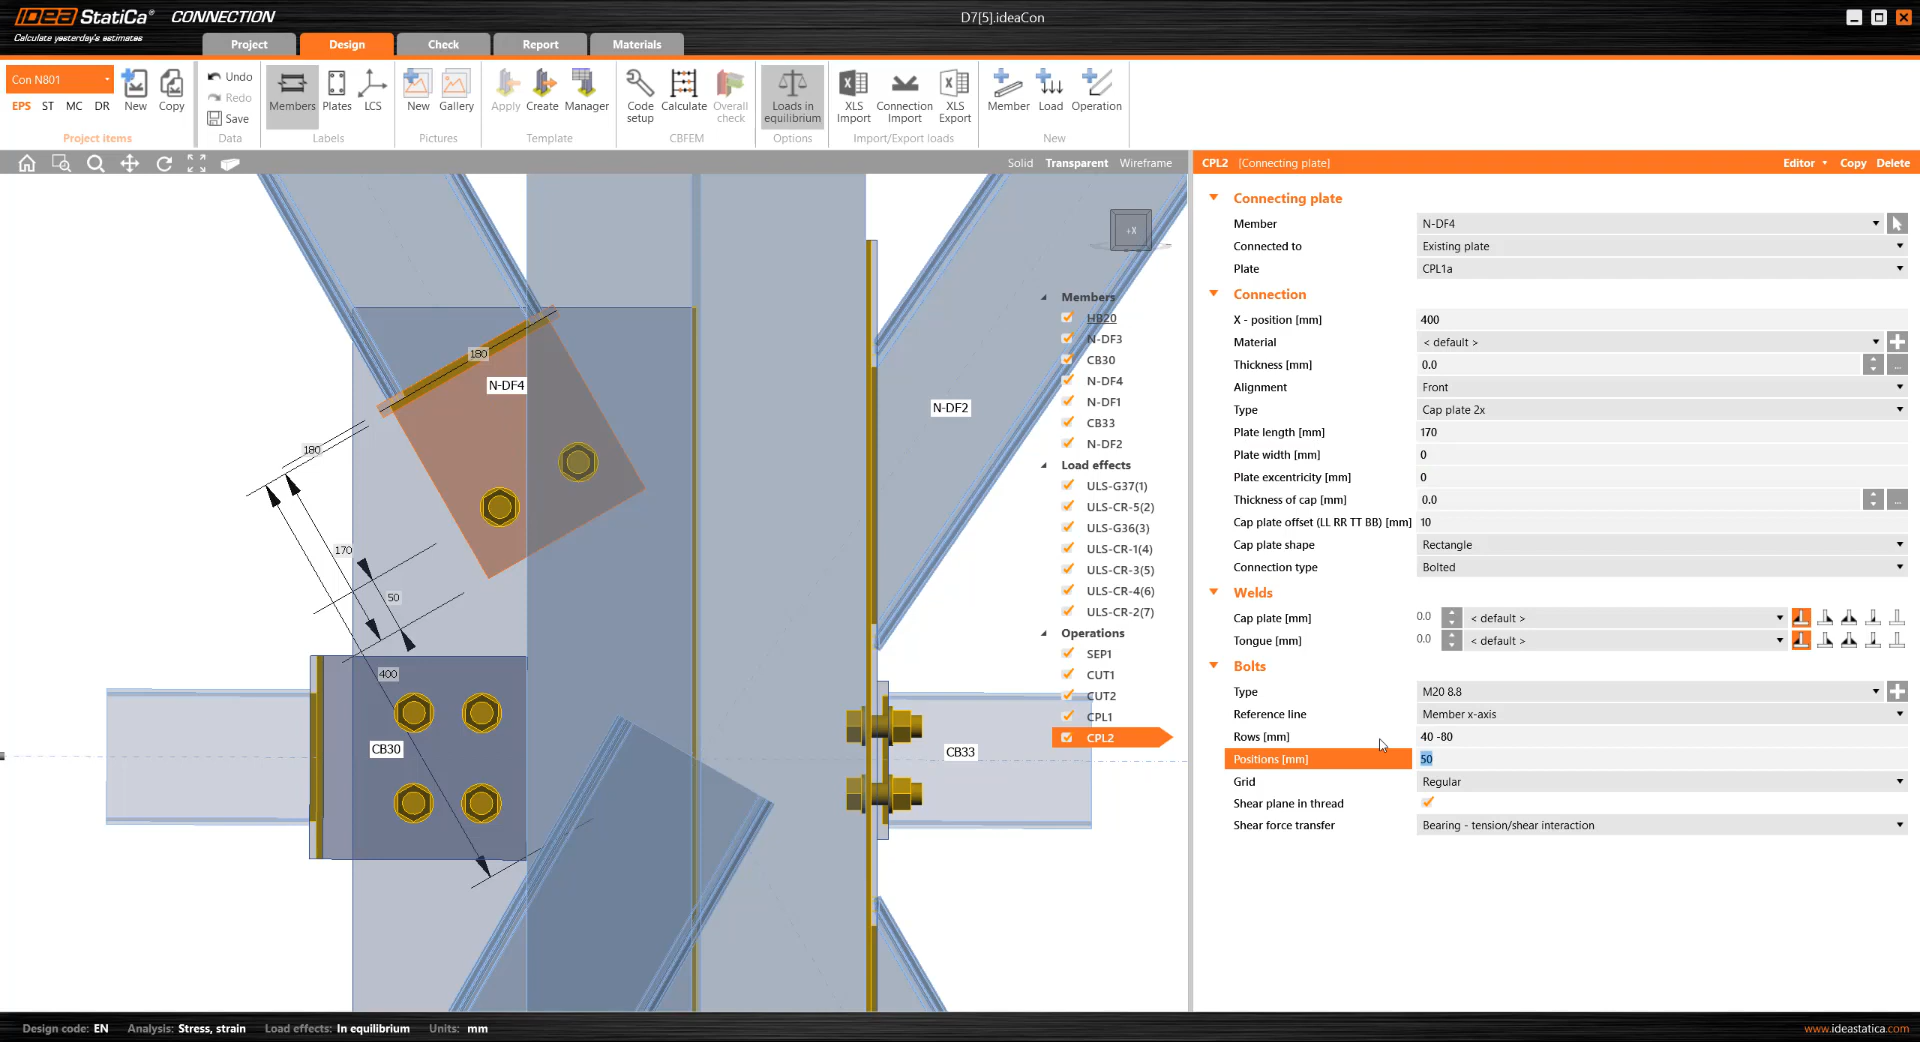 IDEA StatiCa® CONNECTION
Calculate yesterday's estimates
D7[5].ideaCon
Project Design Check Report Materials
Con N801
EPS ST MC DR
New Copy
Project items
Undo
Redo
Save
Data
Members Plates LCS
Labels
New Gallery
Pictures
Apply Create Manager
Template
Code setup Calculate Overall check
CBFEM
Loads in equilibrium
Options
XLS Import Connection Import XLS Export
Import/Export loads
Member Load Operation
New
Solid Transparent Wireframe
+X
180
N-DF4
180
170
50
400
CB30
N-DF2
CB33
Members
HB20
N-DF3
CB30
N-DF4
N-DF1
CB33
N-DF2
Load effects
ULS-G37(1)
ULS-CR-5(2)
ULS-G36(3)
ULS-CR-1(4)
ULS-CR-3(5)
ULS-CR-4(6)
ULS-CR-2(7)
Operations
SEP1
CUT1
CUT2
CPL1
CPL2
CPL2 [Connecting plate] Editor Copy Delete
Connecting plate
Member N-DF4
Connected to Existing plate
Plate CPL1a
Connection
X - position [mm] 400
Material < default >
Thickness [mm] 0.0 ...
Alignment Front
Type Cap plate 2x
Plate length [mm] 170
Plate width [mm] 0
Plate excentricity [mm] 0
Thickness of cap [mm] 0.0 ...
Cap plate offset (LL RR TT BB) [mm] 10
Cap plate shape Rectangle
Connection type Bolted
Welds
Cap plate [mm] 0.0 < default >
Tongue [mm] 0.0 < default >
Bolts
Type M20 8.8
Reference line Member x-axis
Rows [mm] 40 -80
Positions [mm] 50
Grid Regular
Shear plane in thread
Shear force transfer Bearing - tension/shear interaction
Design code: EN Analysis: Stress, strain Load effects: In equilibrium Units: mm
www.ideastatica.com